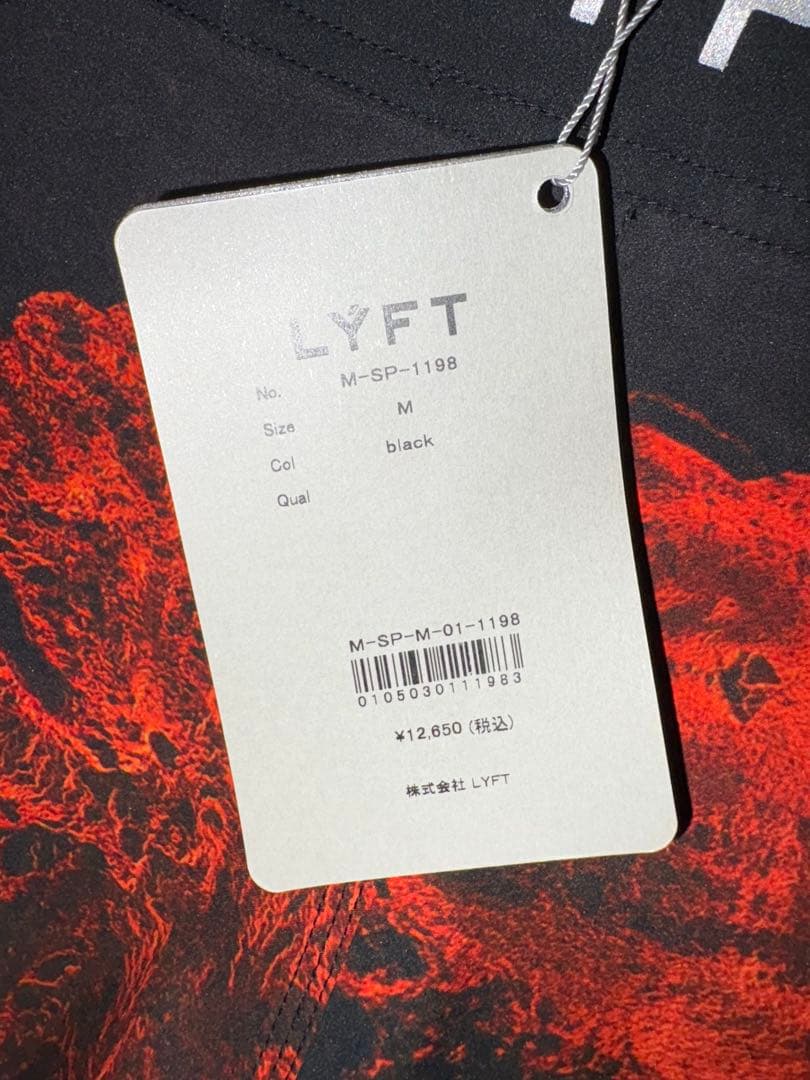 LYFT
No. M-SP-1198
Size M
Col black
Qual
M-SP-M-01-1198
0105030111983
¥12,650 (税込)
株式会社 LYFT